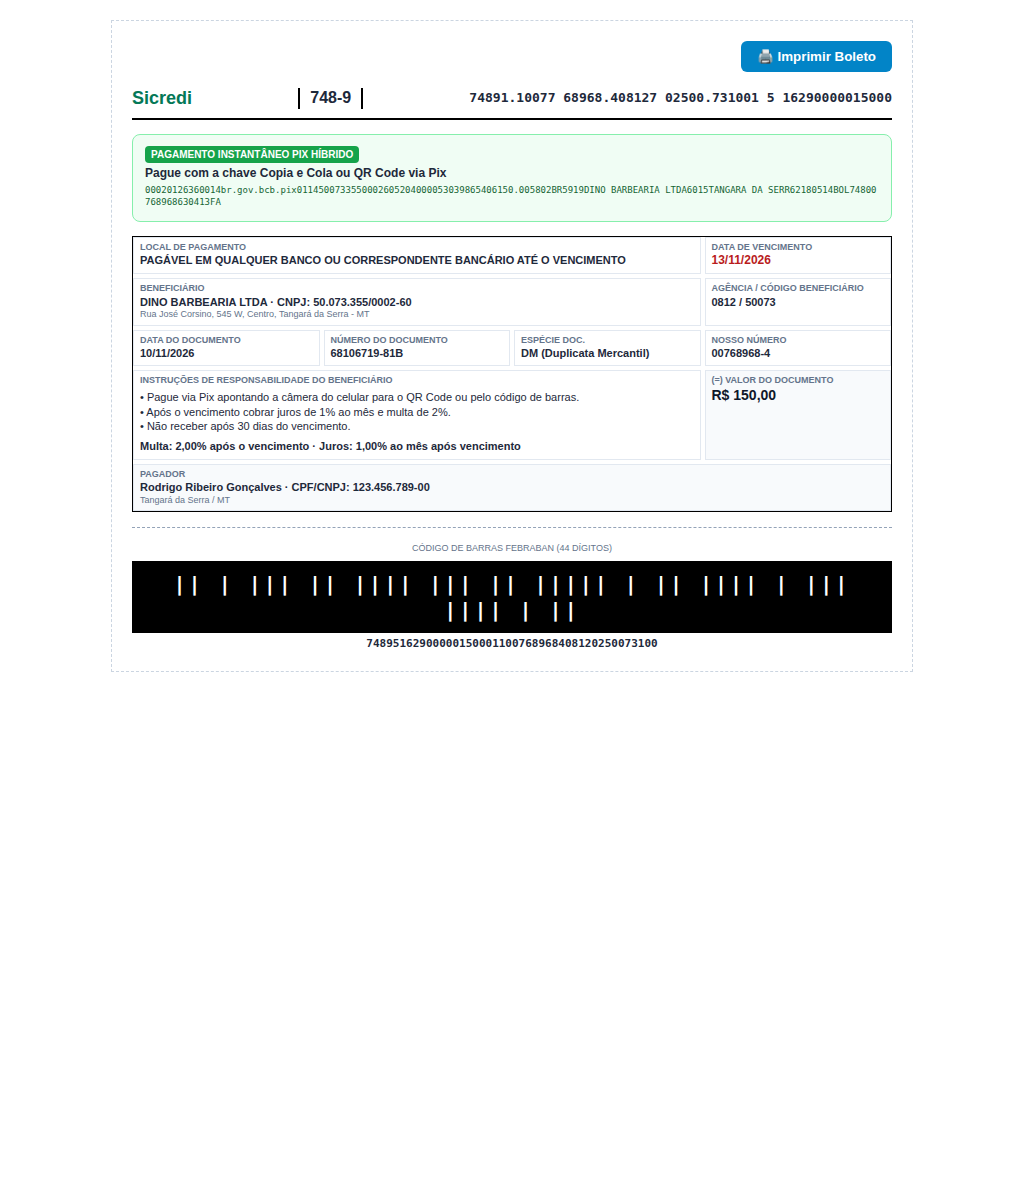 🖨️ Imprimir Boleto
Sicredi
748-9
74891.10077 68968.408127 02500.731001 5 16290000015000
PAGAMENTO INSTANTÂNEO PIX HÍBRIDO
Pague com a chave Copia e Cola ou QR Code via Pix
00020126360014br.gov.bcb.pix0114500733550002605204000053039865406150.005802BR5919DINO BARBEARIA LTDA6015TANGARA DA SERR62180514BOL74800
768968630413FA
LOCAL DE PAGAMENTO
PAGÁVEL EM QUALQUER BANCO OU CORRESPONDENTE BANCÁRIO ATÉ O VENCIMENTO
DATA DE VENCIMENTO
13/11/2026
BENEFICIÁRIO
DINO BARBEARIA LTDA · CNPJ: 50.073.355/0002-60
Rua José Corsino, 545 W, Centro, Tangará da Serra - MT
AGÊNCIA / CÓDIGO BENEFICIÁRIO
0812 / 50073
DATA DO DOCUMENTO
10/11/2026
NÚMERO DO DOCUMENTO
68106719-81B
ESPÉCIE DOC.
DM (Duplicata Mercantil)
NOSSO NÚMERO
00768968-4
INSTRUÇÕES DE RESPONSABILIDADE DO BENEFICIÁRIO
• Pague via Pix apontando a câmera do celular para o QR Code ou pelo código de barras.
• Após o vencimento cobrar juros de 1% ao mês e multa de 2%.
• Não receber após 30 dias do vencimento.
Multa: 2,00% após o vencimento · Juros: 1,00% ao mês após vencimento
(=) VALOR DO DOCUMENTO
R$ 150,00
PAGADOR
Rodrigo Ribeiro Gonçalves · CPF/CNPJ: 123.456.789-00
Tangará da Serra / MT
CÓDIGO DE BARRAS FEBRABAN (44 DÍGITOS)
|| | ||| || |||| ||| || ||||| | || |||| | |||
|||| | ||
74895162900000150001100768968408120250073100